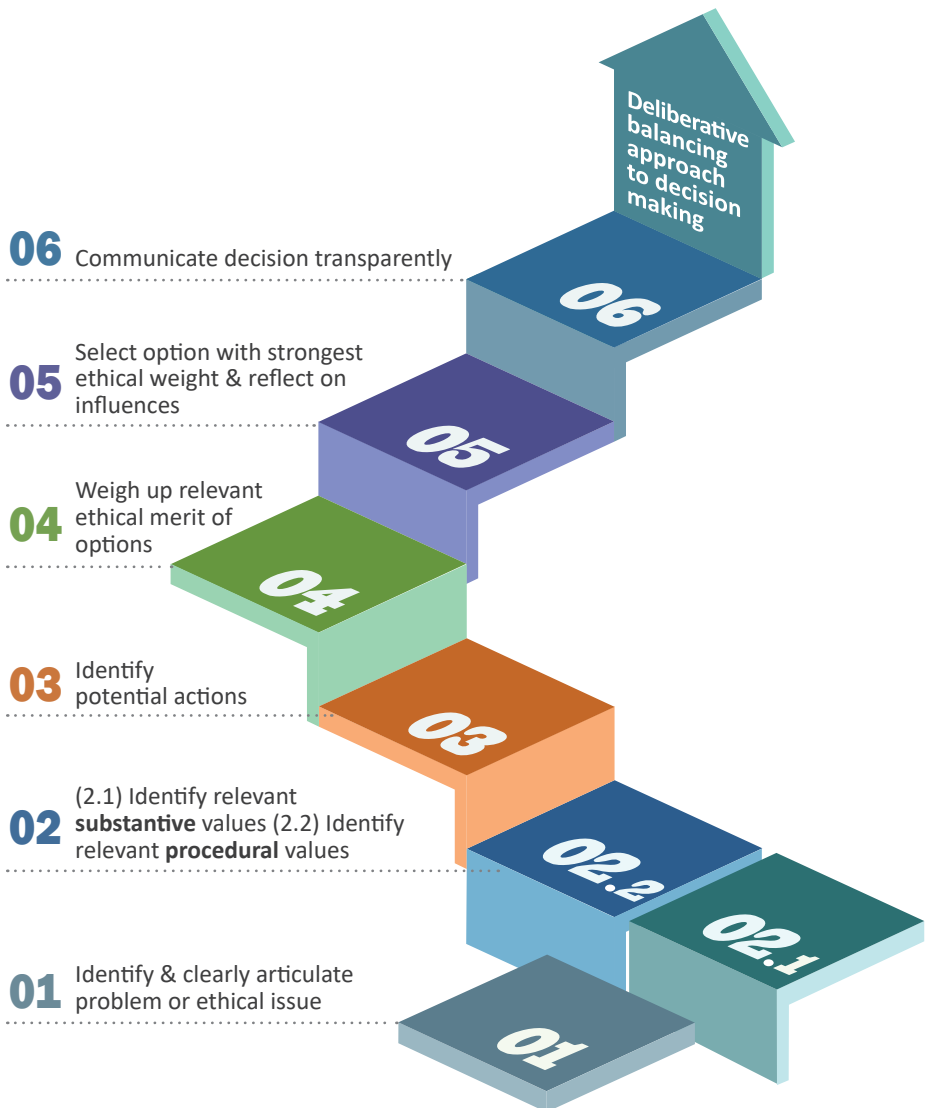 Deliberative
balancing
approach
to decision
making
06
Communicate decision transparently
06
05
Select option with strongest
ethical weight & reflect on
influences
05
04
Weigh up relevant
ethical merit of
options
04
03
Identify
potential actions
03
02
(2.1) Identify relevant
substantive values (2.2) Identify
relevant procedural values
02.2
02.1
01
Identify & clearly articulate
problem or ethical issue
01